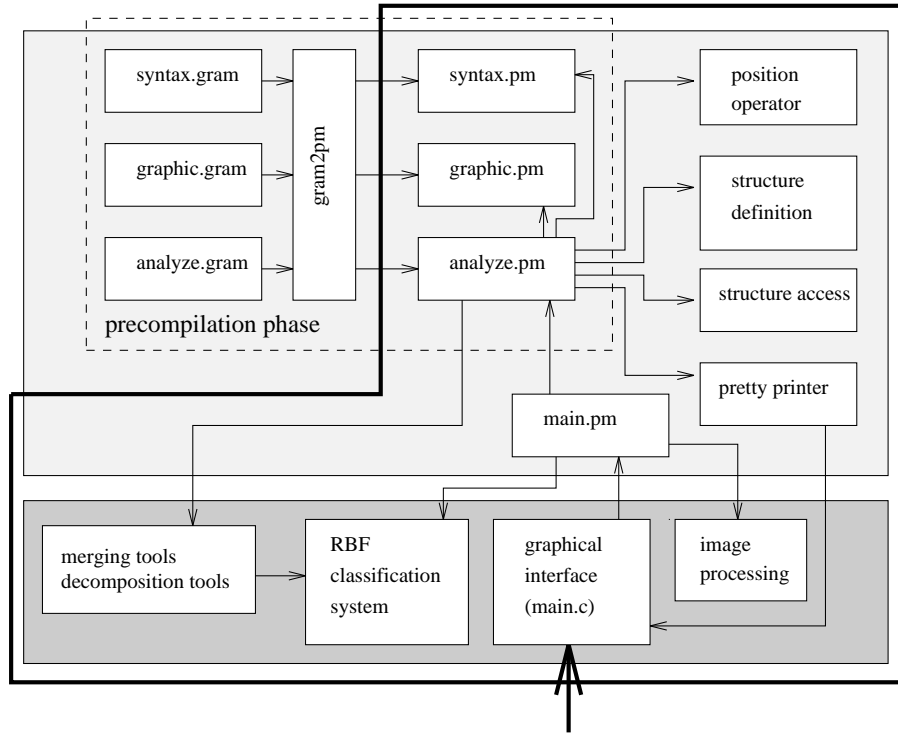 syntax.gram
syntax.pm
position
operator
gram2pm
graphic.gram
graphic.pm
structure
definition
analyze.gram
analyze.pm
structure access
precompilation phase
pretty printer
main.pm
merging tools
decomposition tools
RBF
classification
system
graphical
interface
(main.c)
image
processing